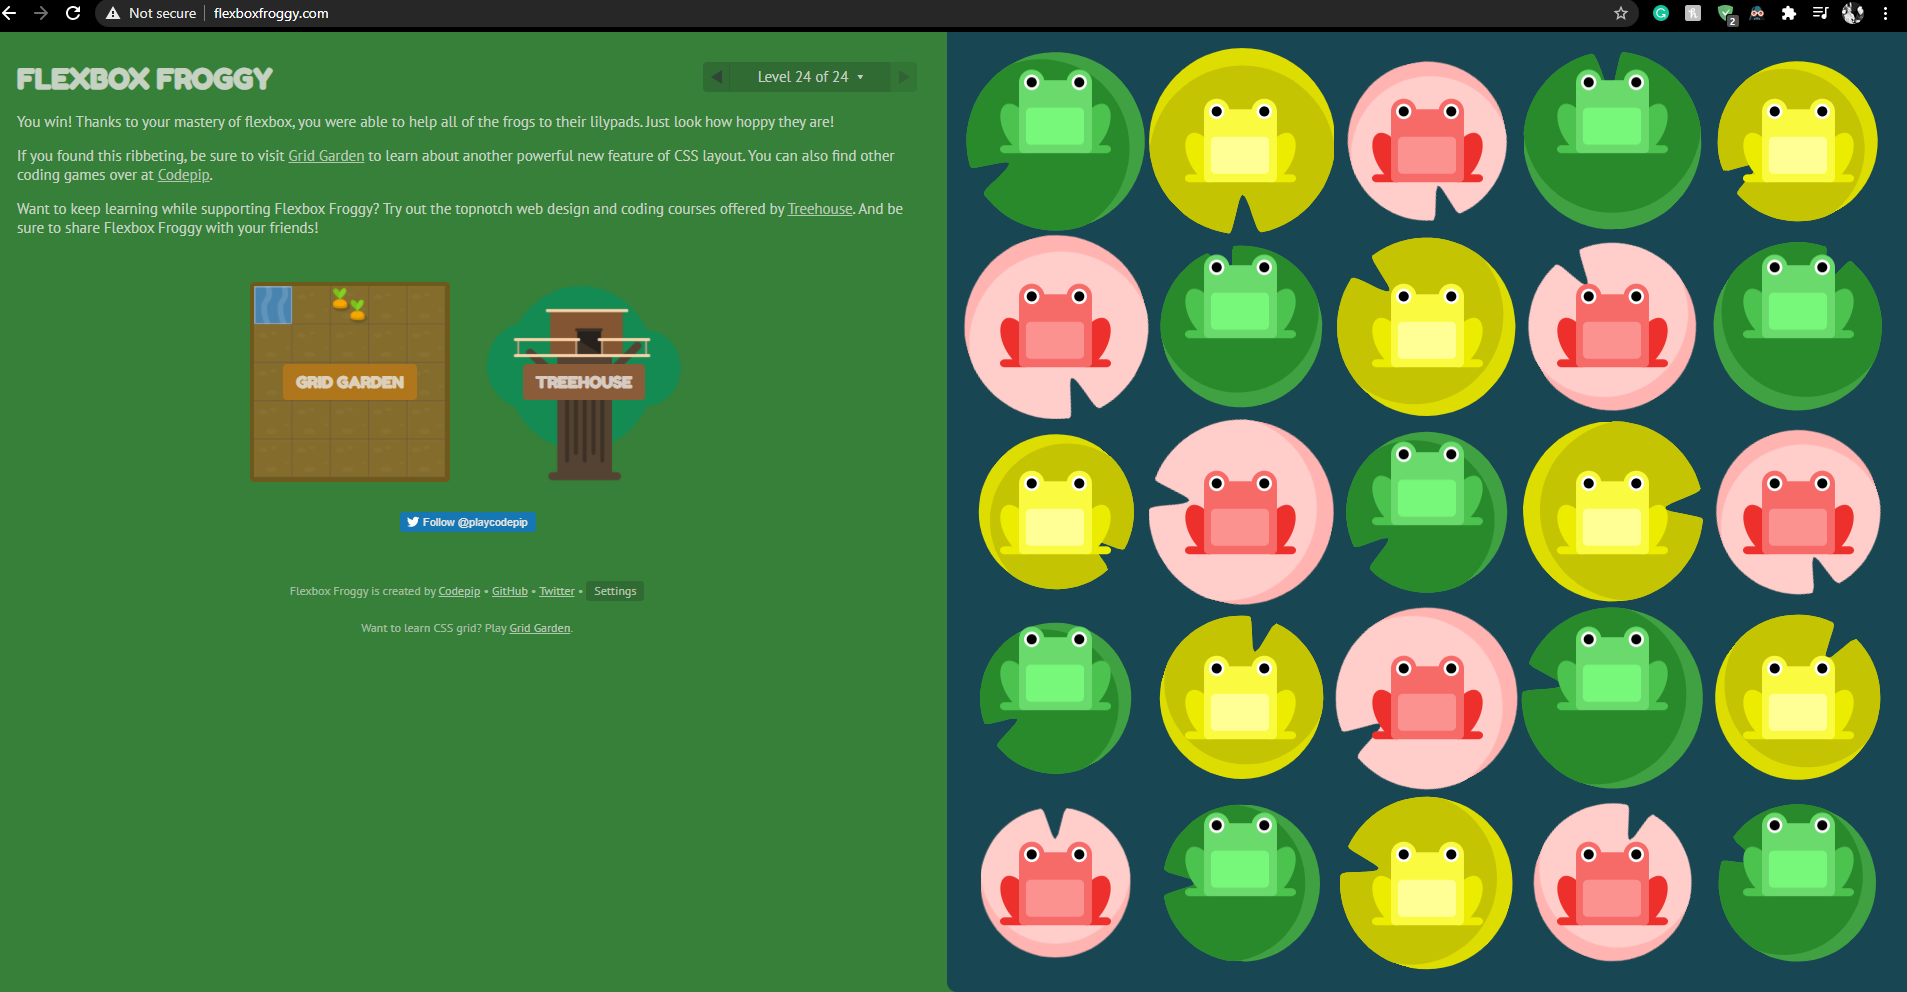 Not secure flexboxfroggy.com
2
FLEXBOX FROGGY
Level 24 of 24
You win! Thanks to your mastery of flexbox, you were able to help all of the frogs to their lilypads. Just look how hoppy they are!
If you found this ribbeting, be sure to visit Grid Garden to learn about another powerful new feature of CSS layout. You can also find other
coding games over at Codepip.
Want to keep learning while supporting Flexbox Froggy? Try out the topnotch web design and coding courses offered by Treehouse. And be
sure to share Flexbox Froggy with your friends!
GRID GARDEN
TREEHOUSE
Follow @playcodepip
Flexbox Froggy is created by Codepip • GitHub • Twitter • Settings
Want to learn CSS grid? Play Grid Garden.